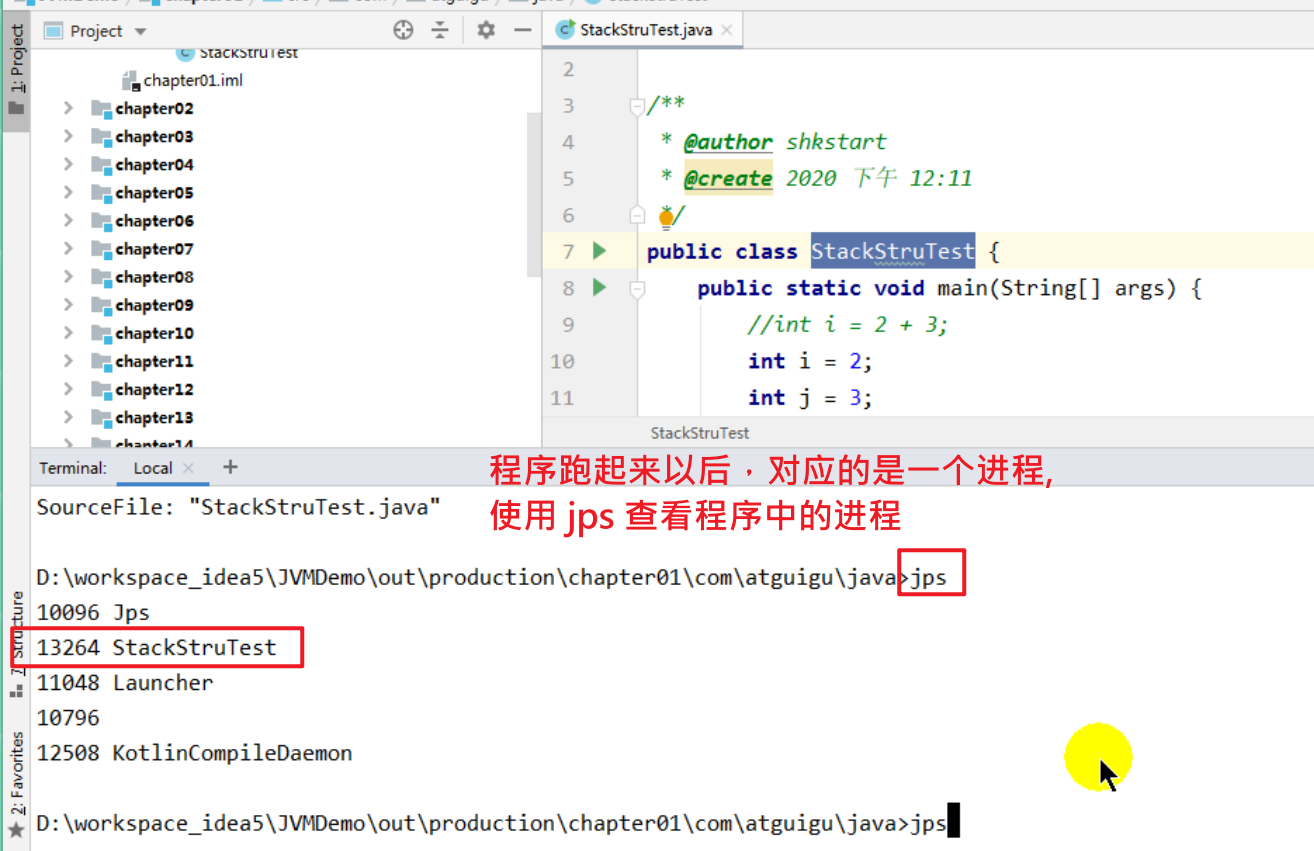 1: Project
Project
StackStruTest
chapter01.iml
chapter02
chapter03
chapter04
chapter05
chapter06
chapter07
chapter08
chapter09
chapter10
chapter11
chapter12
chapter13
chapter14
StackStruTest.java
2
3 /**
4 * @author shkstart
5 * @create 2020 下午 12:11
6 */
7 public class StackStruTest {
8 public static void main(String[] args) {
9 //int i = 2 + 3;
10 int i = 2;
11 int j = 3;
StackStruTest
Terminal: Local +
程序跑起来以后，对应的是一个进程,
使用 jps 查看程序中的进程
SourceFile: "StackStruTest.java"
D:\workspace_idea5\JVMDemo\out\production\chapter01\com\atguigu\java>jps
10096 Jps
13264 StackStruTest
11048 Launcher
10796
12508 KotlinCompileDaemon
D:\workspace_idea5\JVMDemo\out\production\chapter01\com\atguigu\java>jps
7: Structure
2: Favorites